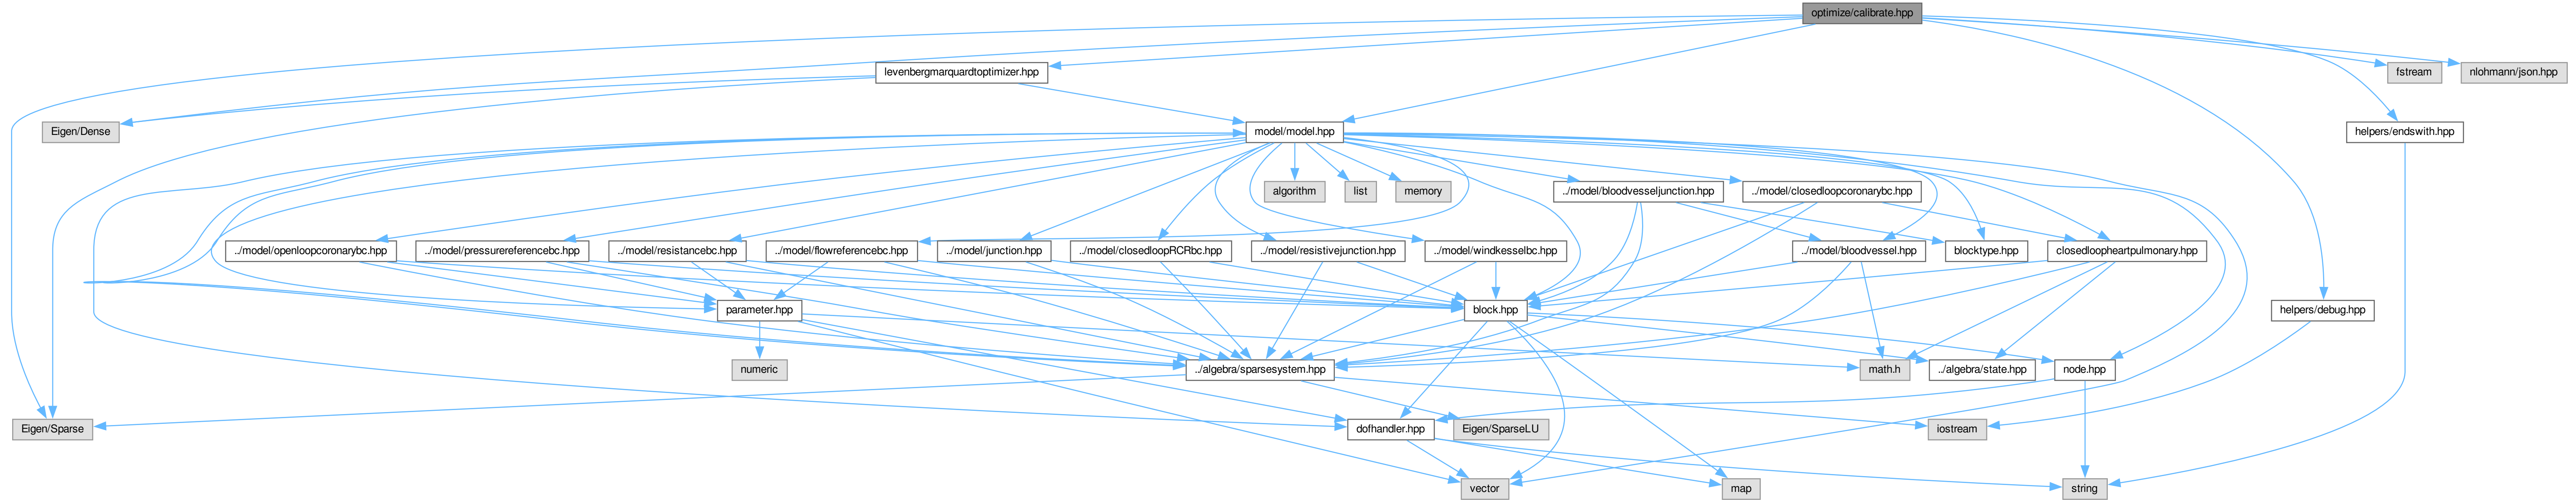 optimize/calibrate.hpp
levenbergmarquardtoptimizer.hpp
fstream
nlohmann/json.hpp
Eigen/Dense
model/model.hpp
helpers/endswith.hpp
algorithm
list
memory
../model/bloodvesseljunction.hpp
../model/closedloopcoronarybc.hpp
../model/openloopcoronarybc.hpp
../model/pressurereferencebc.hpp
../model/resistancebc.hpp
../model/flowreferencebc.hpp
../model/junction.hpp
../model/closedloopRCRbc.hpp
../model/resistivejunction.hpp
../model/windkesselbc.hpp
../model/bloodvessel.hpp
blocktype.hpp
closedloopheartpulmonary.hpp
parameter.hpp
block.hpp
helpers/debug.hpp
numeric
../algebra/sparsesystem.hpp
math.h
../algebra/state.hpp
node.hpp
Eigen/Sparse
dofhandler.hpp
Eigen/SparseLU
iostream
vector
map
string